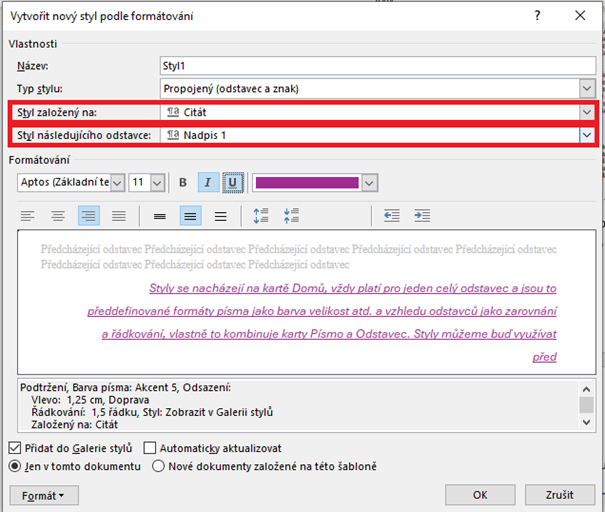 Vytvořit nový styl podle formátování ? ×
Vlastnosti
Název: Styl1
Typ stylu: Propojený (odstavec a znak)
Styl založený na: ¶a Citát
Styl následujícího odstavce: ¶a Nadpis 1
Formátování
Aptos (Základní te 11 B I U
Předcházející odstavec Předcházející odstavec Předcházející odstavec Předcházející odstavec Předcházející odstavec
Předcházející odstavec Předcházející odstavec Předcházející odstavec
Styly se nacházejí na kartě Domů, vždy platí pro jeden celý odstavec a jsou to
předdefinované formáty písma jako barva velikost atd. a vzhledu odstavců jako zarovnání
a řádkování, vlastně to kombinuje karty Písmo a Odstavec. Styly můžeme buď využívat
před
Podtržení, Barva písma: Akcent 5, Odsazení:
Vlevo: 1,25 cm, Doprava
Řádkování: 1,5 řádku, Styl: Zobrazit v Galerii stylů
Založený na: Citát
Přidat do Galerie stylů Automaticky aktualizovat
Jen v tomto dokumentu Nové dokumenty založené na této šabloně
Formát OK Zrušit